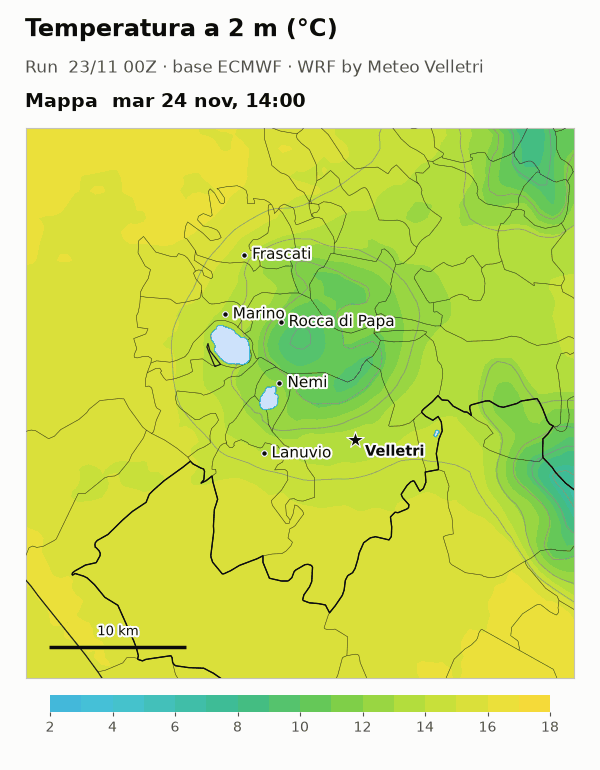 Temperatura a 2 m (°C)
Run  23/11 00Z · base ECMWF · WRF by Meteo Velletri
Mappa  mar 24 nov, 14:00
Frascati
Marino
Rocca di Papa
Nemi
Velletri
Lanuvio
10 km
2 4 6 8 10 12 14 16 18